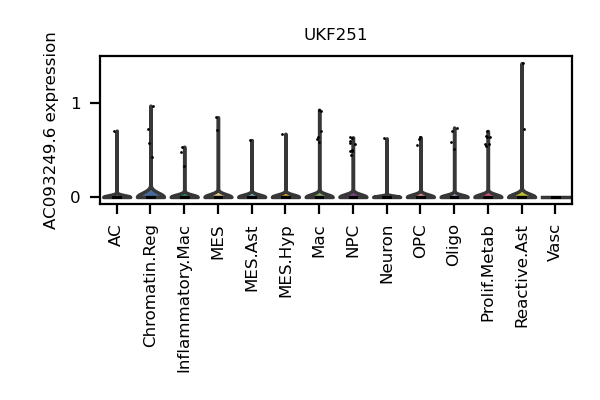 UKF251
AC093249.6 expression
1
0
AC
Chromatin.Reg
Inflammatory.Mac
MES
MES.Ast
MES.Hyp
Mac
NPC
Neuron
OPC
Oligo
Prolif.Metab
Reactive.Ast
Vasc